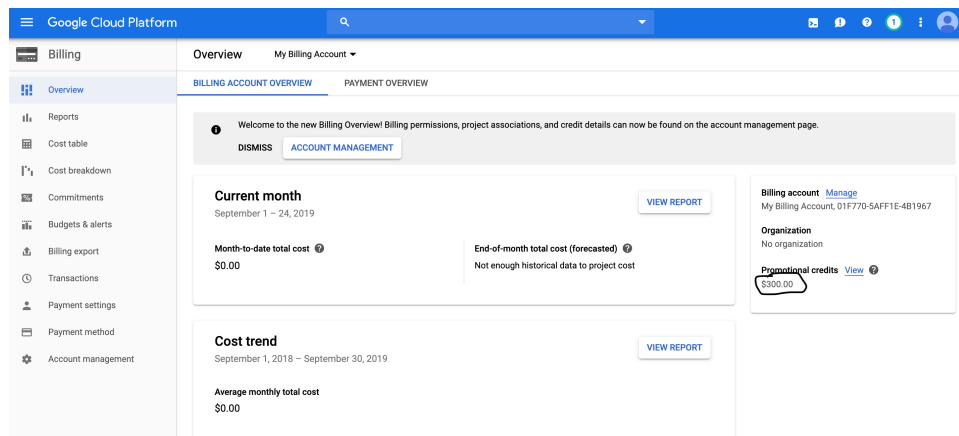 Google Cloud Platform
1
Billing
Overview
My Billing Account
BILLING ACCOUNT OVERVIEW
PAYMENT OVERVIEW
Overview
Reports
Cost table
Cost breakdown
Commitments
Budgets & alerts
Billing export
Transactions
Payment settings
Payment method
Account management
Welcome to the new Billing Overview! Billing permissions, project associations, and credit details can now be found on the account management page.
DISMISS
ACCOUNT MANAGEMENT
Current month
September 1 – 24, 2019
VIEW REPORT
Month-to-date total cost
$0.00
End-of-month total cost (forecasted)
Not enough historical data to project cost
Billing account Manage
My Billing Account, 01F770-5AFF1E-4B1967
Organization
No organization
Promotional credits View
$300.00
Cost trend
September 1, 2018 – September 30, 2019
VIEW REPORT
Average monthly total cost
$0.00